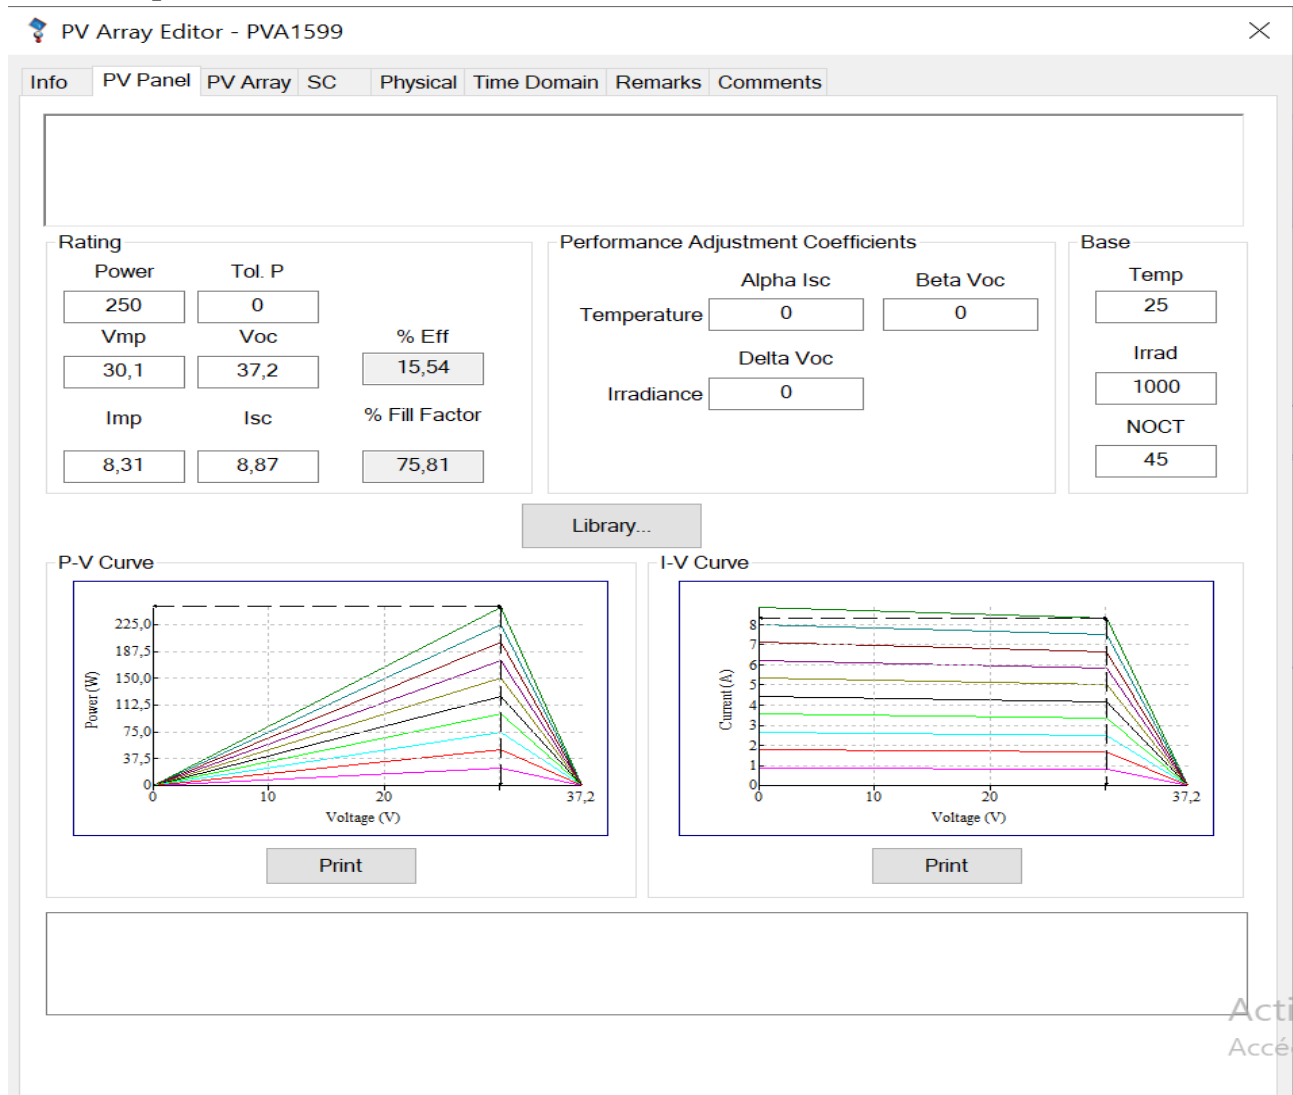 PV Array Editor - PVA1599
Info PV Panel PV Array SC Physical Time Domain Remarks Comments
Rating
Power Tol. P
250 0
Vmp Voc % Eff
30,1 37,2 15,54
Imp Isc % Fill Factor
8,31 8,87 75,81
Performance Adjustment Coefficients
Alpha Isc Beta Voc
Temperature 0 0
Delta Voc
Irradiance 0
Base
Temp
25
Irrad
1000
NOCT
45
Library...
P-V Curve
Power (W)
225,0
187,5
150,0
112,5
75,0
37,5
0
0 10 20 37,2
Voltage (V)
Print
I-V Curve
Current (A)
8
7
6
5
4
3
2
1
0
0 10 20 37,2
Voltage (V)
Print
Acti
Accé